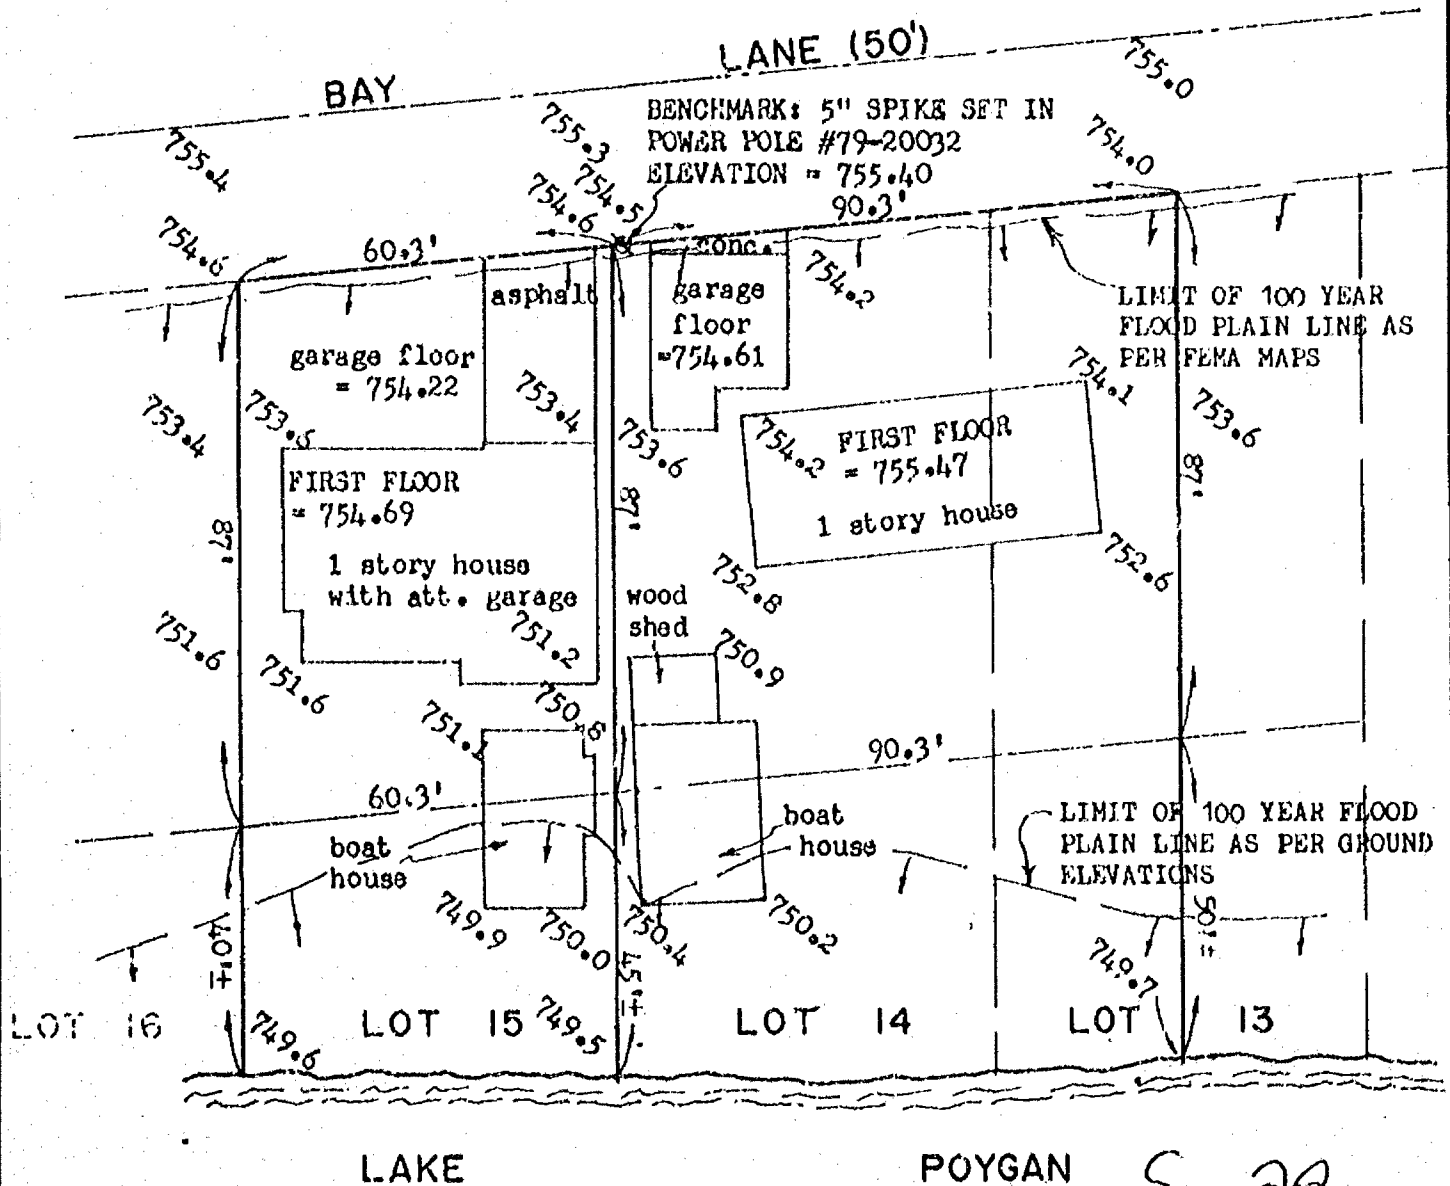 BAY LANE (50')
755.0
755.4
755.3
BENCHMARK: 5" SPIKE SET IN
POWER POLE #79-20032
ELEVATION = 755.40
754.0
754.6
754.6
754.5
60.3'
90.3'
conc.
754.2
asphalt
garage
floor
=754.61
LIMIT OF 100 YEAR
FLOOD PLAIN LINE AS
PER FEMA MAPS
garage floor
= 754.22
753.4
753.4
753.6
754.1
753.6
754.2
FIRST FLOOR
= 755.47
1 story house
FIRST FLOOR
= 754.69
1 story house
with att. garage
87'
87'
87'
752.8
752.6
wood
shed
751.6
751.6
751.2
750.9
751.1
750.8
60.3'
90.3'
boat
house
boat
house
LIMIT OF 100 YEAR FLOOD
PLAIN LINE AS PER GROUND
ELEVATIONS
749.9
750.0
750.4
750.2
749.7
40'±
45'±
50'±
LOT 16
LOT 15
LOT 14
LOT 13
749.6
749.5
LAKE POYGAN